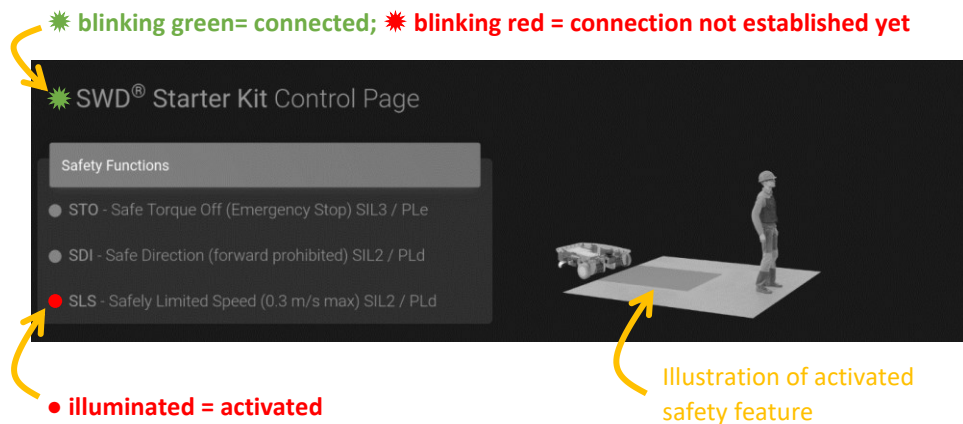 blinking green= connected; blinking red = connection not established yet
SWD® Starter Kit Control Page
Safety Functions
STO - Safe Torque Off (Emergency Stop) SIL3 / PLe
SDI - Safe Direction (forward prohibited) SIL2 / PLd
SLS - Safely Limited Speed (0.3 m/s max) SIL2 / PLd
illuminated = activated
Illustration of activated
safety feature